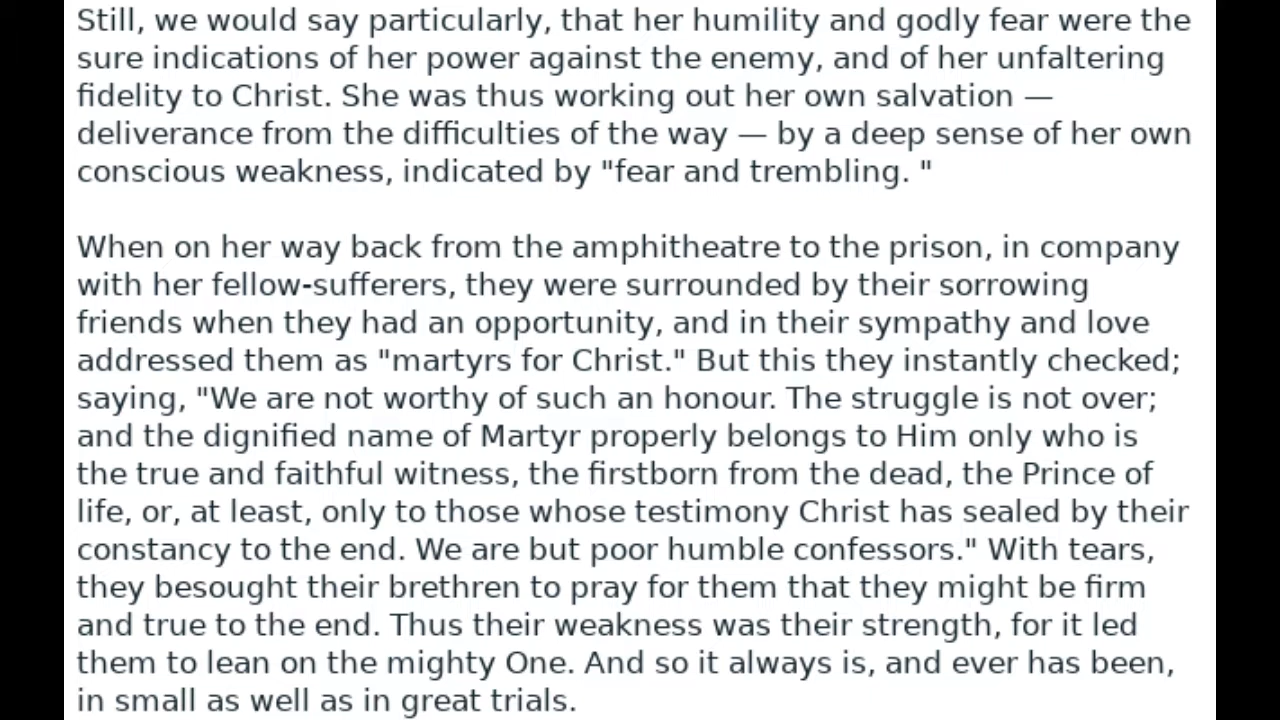 Still, we would say particularly, that her humility and godly fear were the
sure indications of her power against the enemy, and of her unfaltering
fidelity to Christ. She was thus working out her own salvation —
deliverance from the difficulties of the way — by a deep sense of her own
conscious weakness, indicated by "fear and trembling. "
When on her way back from the amphitheatre to the prison, in company
with her fellow-sufferers, they were surrounded by their sorrowing
friends when they had an opportunity, and in their sympathy and love
addressed them as "martyrs for Christ." But this they instantly checked;
saying, "We are not worthy of such an honour. The struggle is not over;
and the dignified name of Martyr properly belongs to Him only who is
the true and faithful witness, the firstborn from the dead, the Prince of
life, or, at least, only to those whose testimony Christ has sealed by their
constancy to the end. We are but poor humble confessors." With tears,
they besought their brethren to pray for them that they might be firm
and true to the end. Thus their weakness was their strength, for it led
them to lean on the mighty One. And so it always is, and ever has been,
in small as well as in great trials.